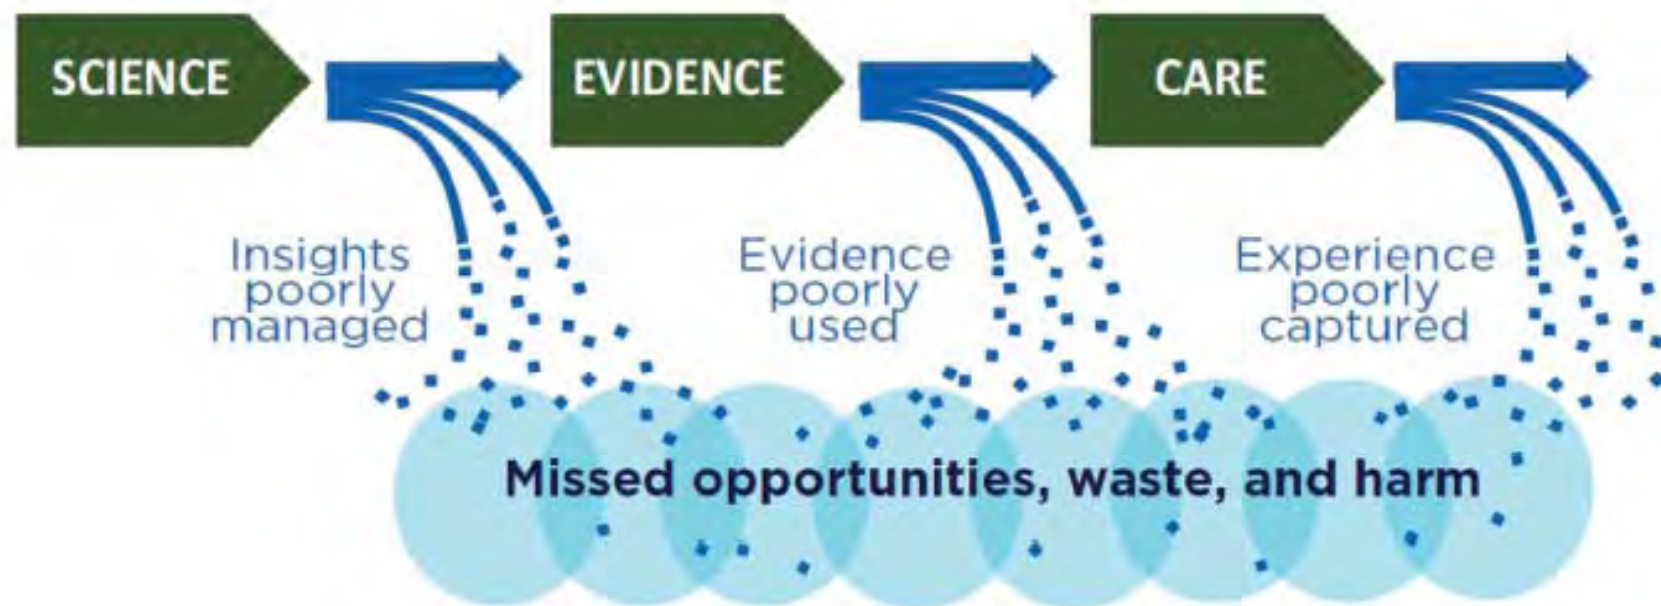 SCIENCE
EVIDENCE
CARE
Insights
poorly
managed
Evidence
poorly
used
Experience
poorly
captured
Missed opportunities, waste, and harm